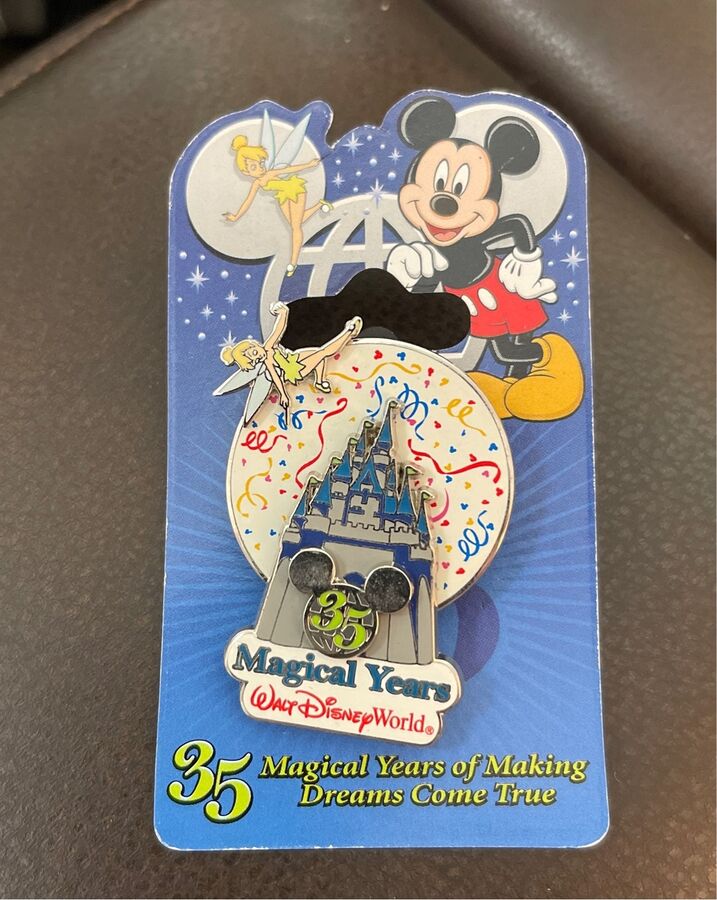 35
Magical Years
WALT DISNEY World®
35 Magical Years of Making
Dreams Come True